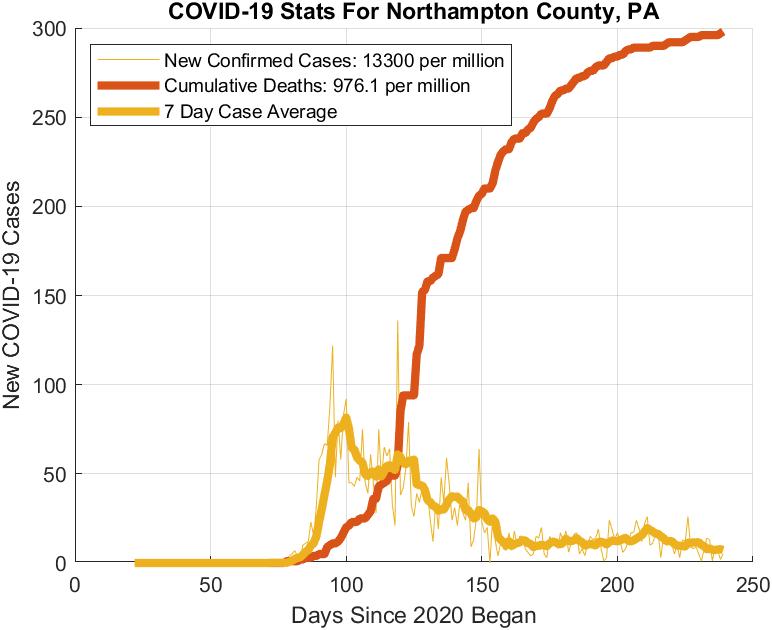 COVID-19 Stats For Northampton County, PA
300
New Confirmed Cases: 13300 per million
Cumulative Deaths: 976.1 per million
7 Day Case Average
250
200
150
100
50
0
New COVID-19 Cases
0 50 100 150 200 250
Days Since 2020 Began